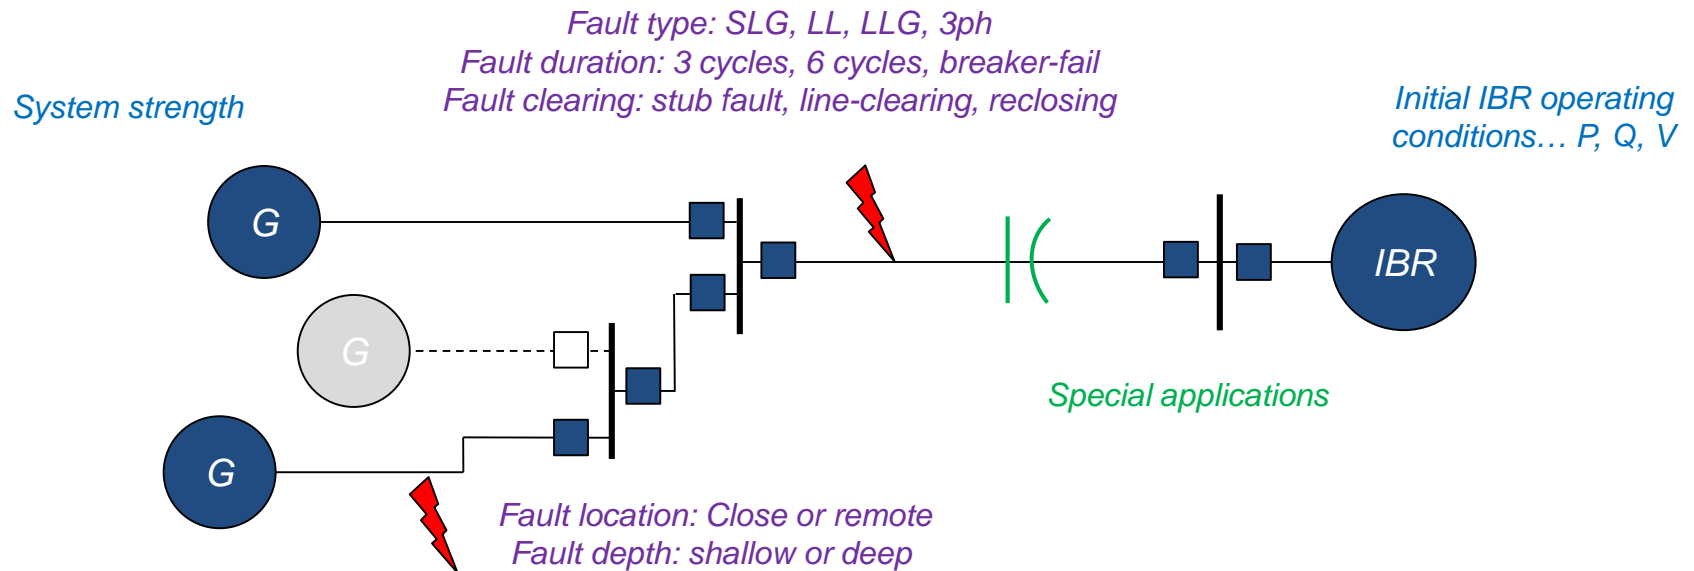 Fault type: SLG, LL, LLG, 3ph
Fault duration: 3 cycles, 6 cycles, breaker-fail
Fault clearing: stub fault, line-clearing, reclosing
System strength
Initial IBR operating
conditions… P, Q, V
G
IBR
G
Special applications
G
Fault location: Close or remote
Fault depth: shallow or deep